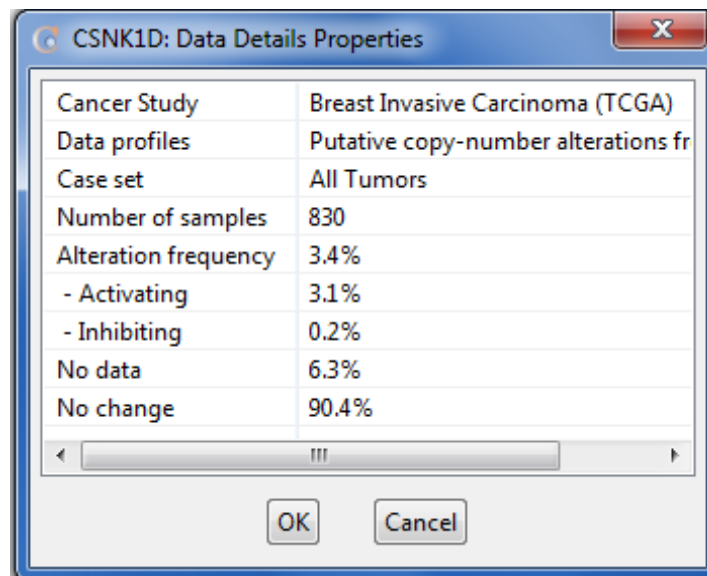 CSNK1D: Data Details Properties
Cancer Study Breast Invasive Carcinoma (TCGA)
Data profiles Putative copy-number alterations fr
Case set All Tumors
Number of samples 830
Alteration frequency 3.4%
- Activating 3.1%
- Inhibiting 0.2%
No data 6.3%
No change 90.4%
OK Cancel